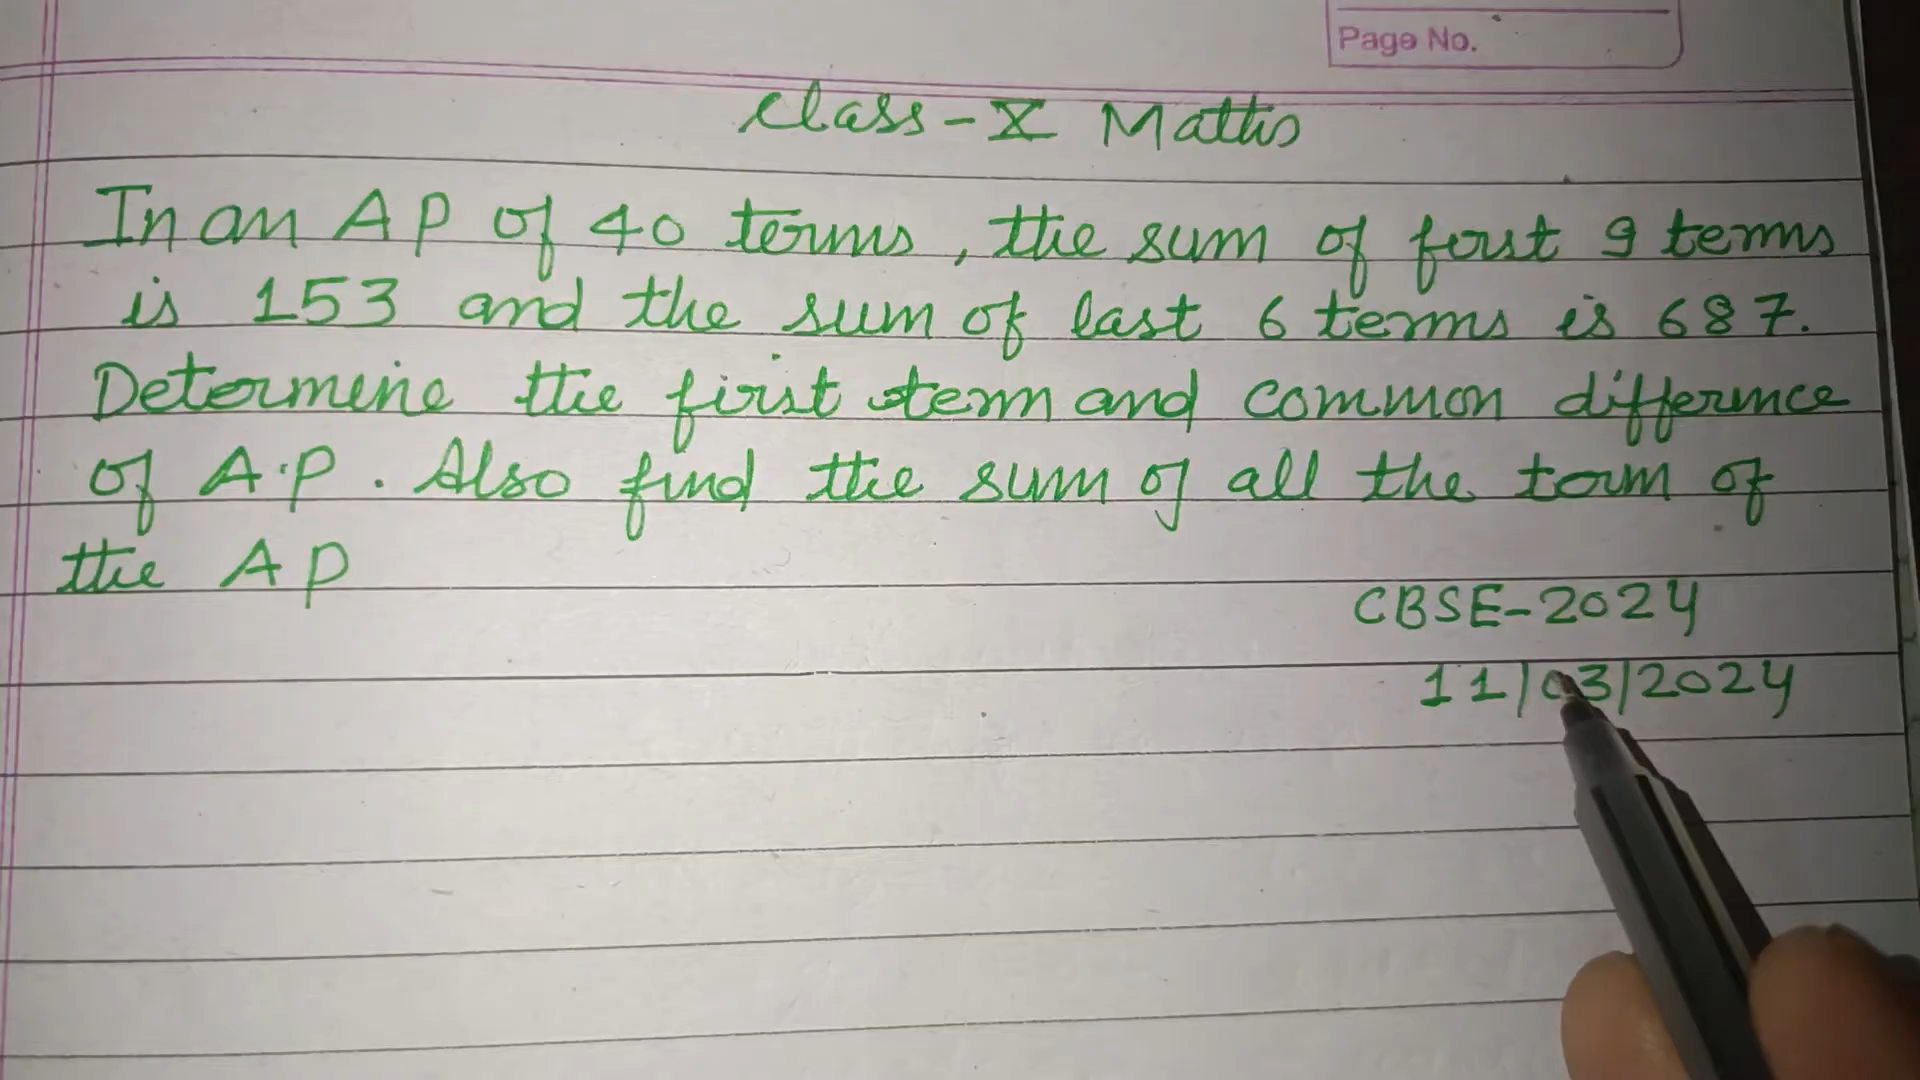 Page No.
Class-X Maths
In an AP of 40 terms, the sum of first 9 terms
is 153 and the sum of last 6 terms is 687.
Determine the first term and common difference
of A.P. Also find the sum of all the term of
the AP
CBSE-2024
11/03/2024